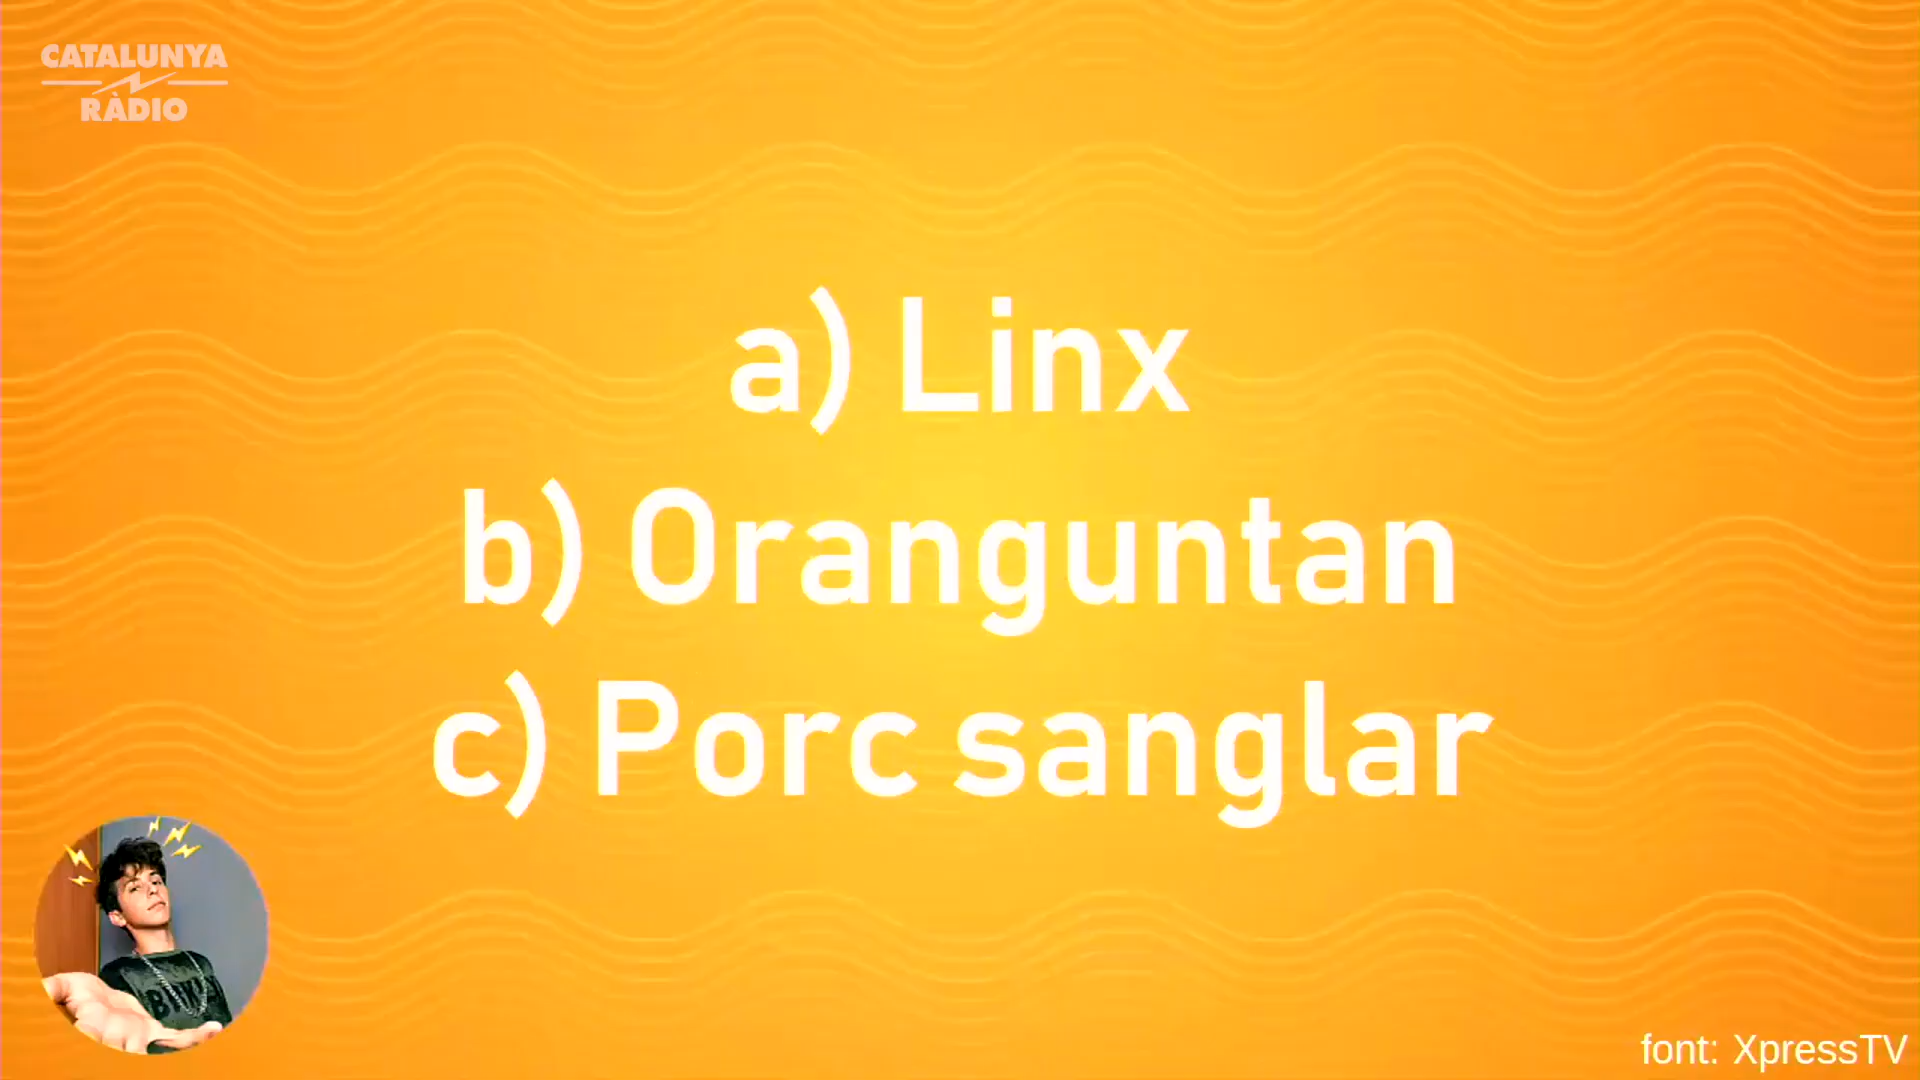 CATALUNYA
RÀDIO
a) Linx
b) Oranguntan
c) Porc sanglar
font: XpressTV